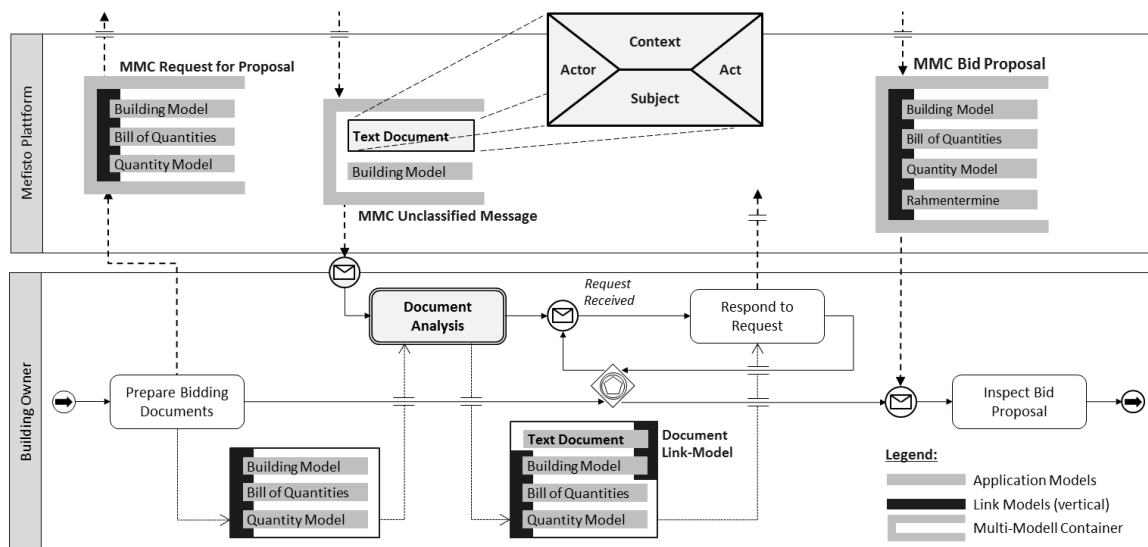 Mefisto Plattform
MMC Request for Proposal
Building Model
Bill of Quantities
Quantity Model
Text Document
Building Model
MMC Unclassified Message
Context
Actor
Act
Subject
MMC Bid Proposal
Building Model
Bill of Quantities
Quantity Model
Rahmentermine
Building Owner
Document
Analysis
Request
Received
Respond to
Request
Prepare Bidding
Documents
Inspect Bid
Proposal
Building Model
Bill of Quantities
Quantity Model
Text Document
Building Model
Bill of Quantities
Quantity Model
Document
Link-Model
Legend:
Application Models
Link Models (vertical)
Multi-Modell Container